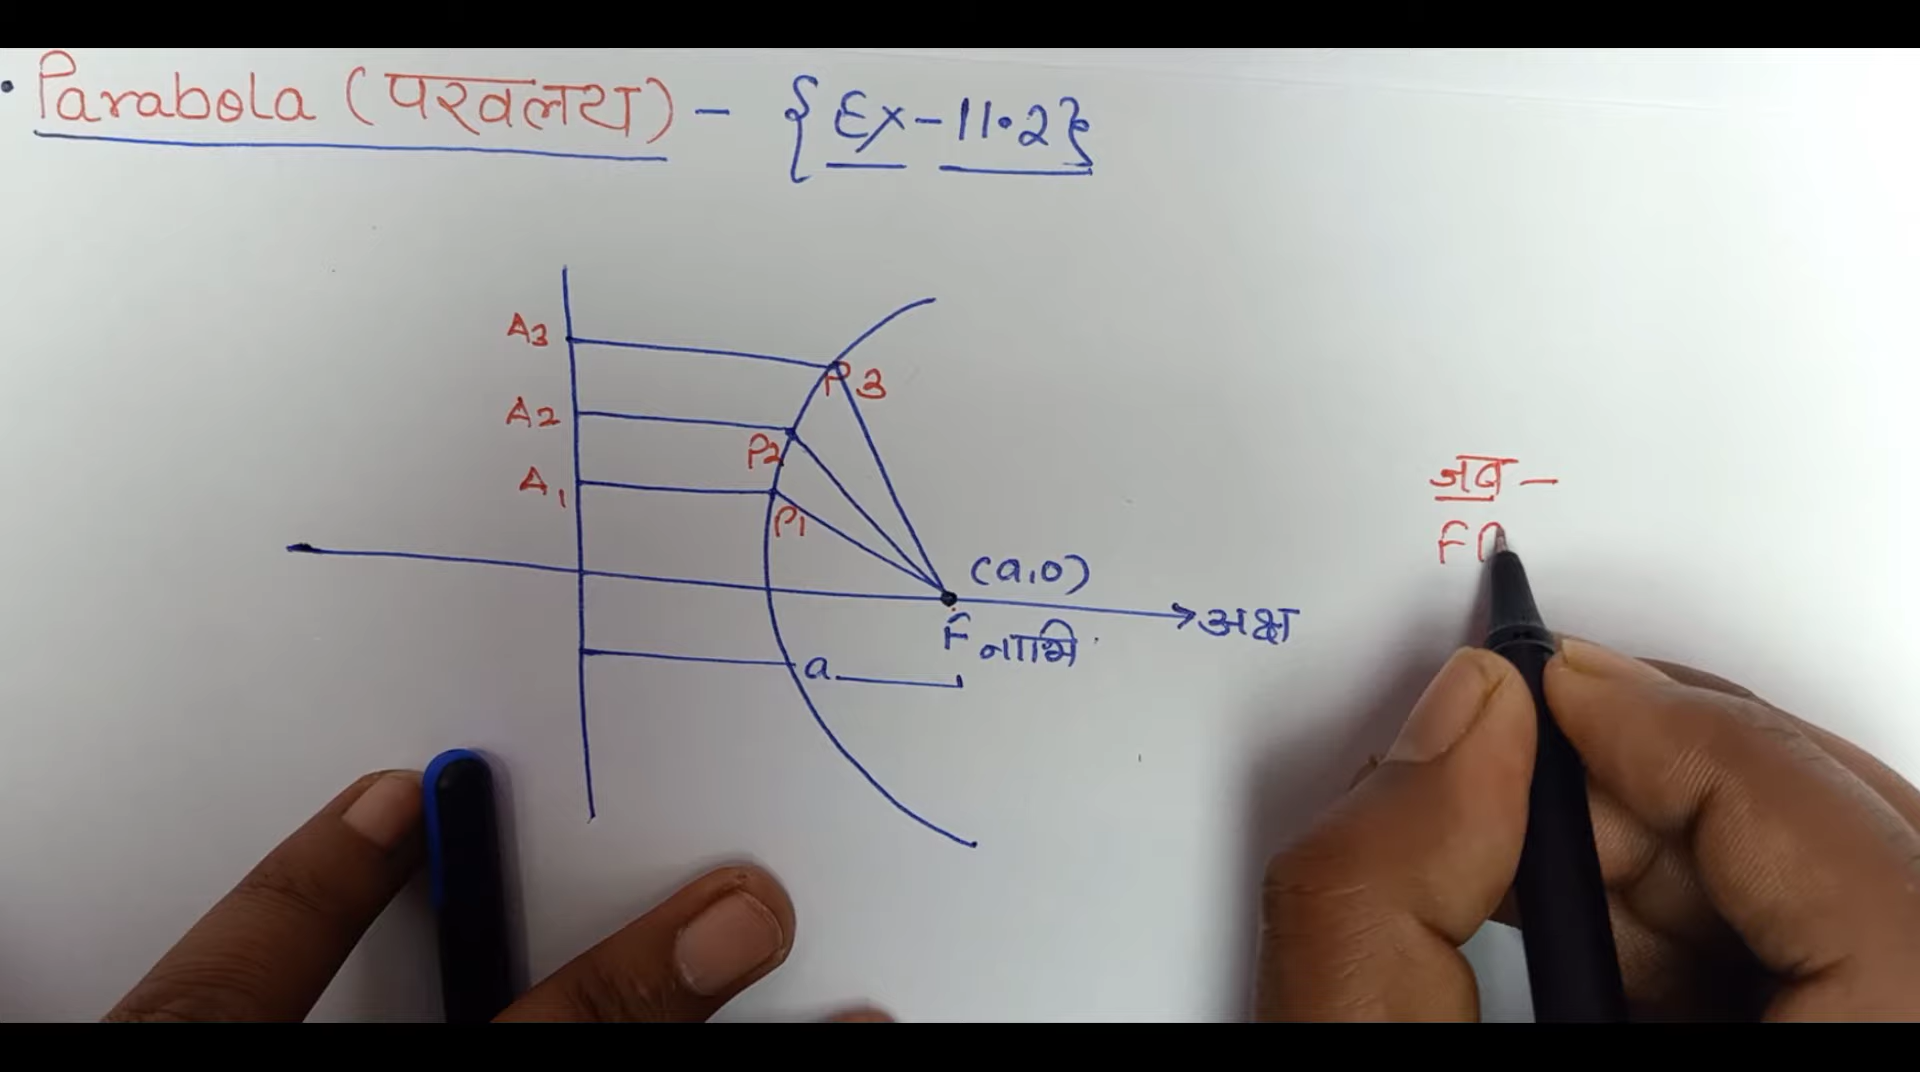 Parabola (परवलय) - {Ex-11.2}
A3
P3
A2
P2
A1
P1
जब -
(a,0)
F नाभि
अक्ष
a